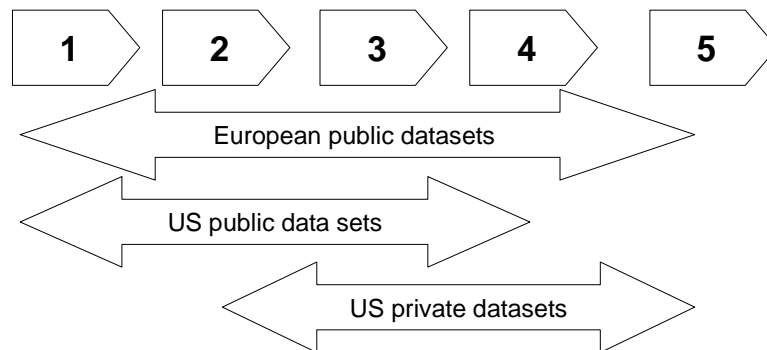 1 2 3 4 5
European public datasets
US public data sets
US private datasets